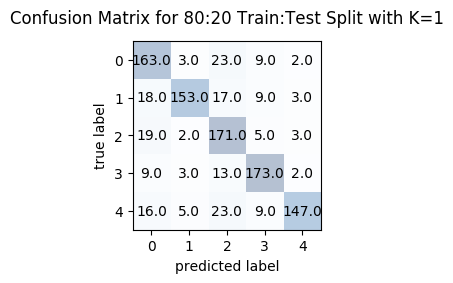 Confusion Matrix for 80:20 Train:Test Split with K=1
0 163.0 3.0 23.0 9.0 2.0
1 18.0 153.0 17.0 9.0 3.0
2 19.0 2.0 171.0 5.0 3.0
3 9.0 3.0 13.0 173.0 2.0
4 16.0 5.0 23.0 9.0 147.0
true label
0 1 2 3 4
predicted label